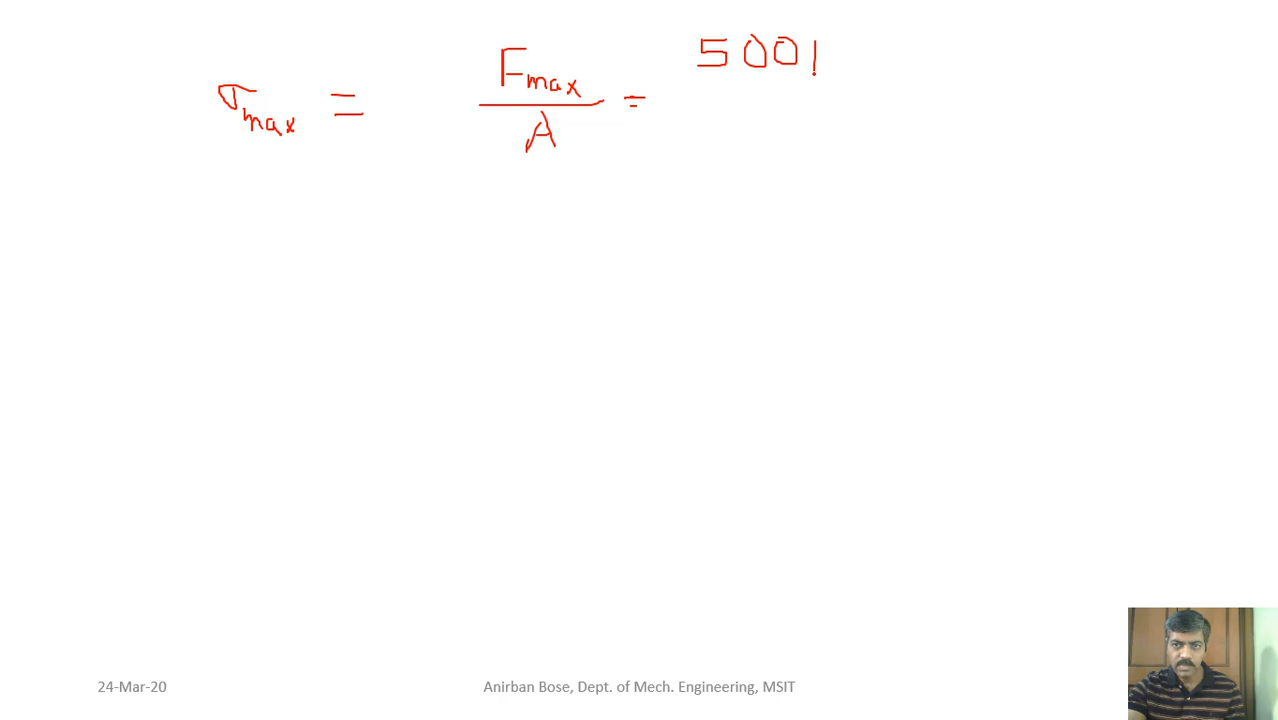 σmax = Fmax / A = 500
24-Mar-20
Anirban Bose, Dept. of Mech. Engineering, MSIT